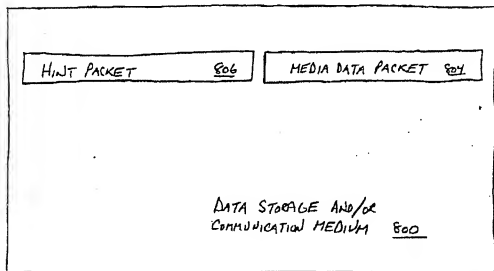 HINT PACKET 806
MEDIA DATA PACKET 804
DATA STORAGE AND/OR
COMMUNICATION MEDIUM 800